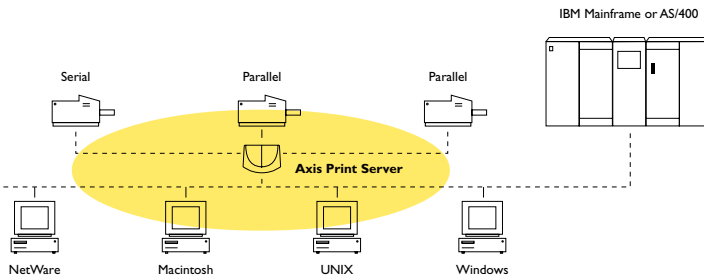 IBM Mainframe or AS/400
Serial
Parallel
Parallel
Axis Print Server
NetWare
Macintosh
UNIX
Windows